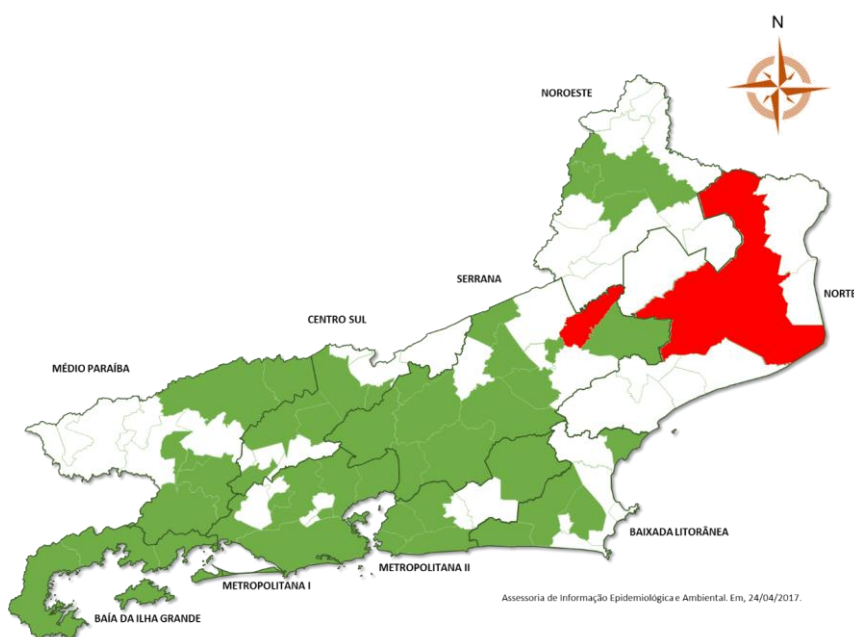 N
NOROESTE
SERRANA
NORTE
CENTRO SUL
MÉDIO PARAÍBA
BAIXADA LITORÂNEA
METROPOLITANA II
METROPOLITANA I
BAÍA DA ILHA GRANDE
Assessoria de Informação Epidemiológica e Ambiental. Em, 24/04/2017.